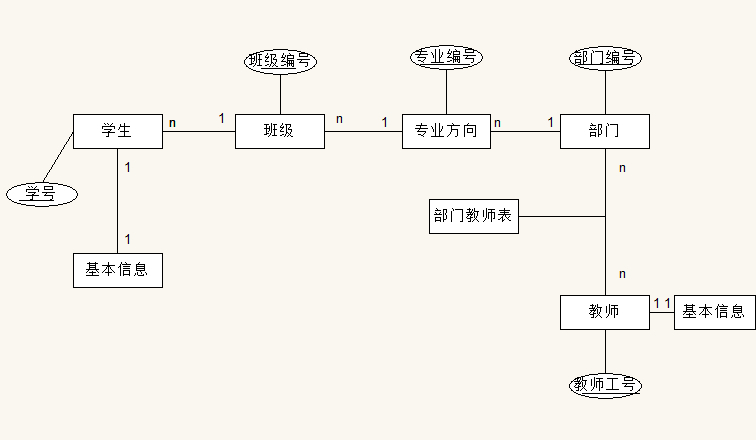 班级编号
专业编号
部门编号
学生
n
1
班级
n
1
专业方向
n
1
部门
1
n
学号
部门教师表
1
基本信息
n
教师
1
1
基本信息
教师工号